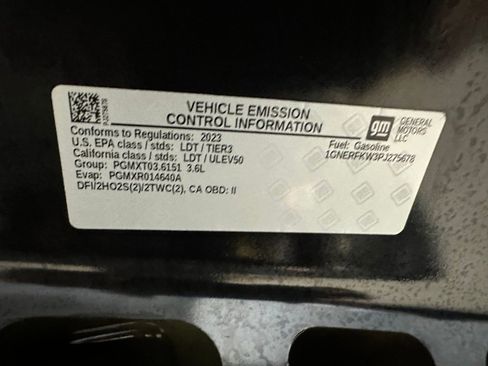 PJ275678
VEHICLE EMISSION
CONTROL INFORMATION
gm GENERAL
MOTORS
LLC
Conforms to Regulations: 2023
U.S. EPA class / stds: LDT / TIER3
California class / stds: LDT / ULEV50
Group: PGMXT03.6151 3.6L
Evap: PGMXR014640A
DFI/2HO2S(2)/2TWC(2), CA OBD: II
Fuel: Gasoline
1GNERFKW3PJ275678